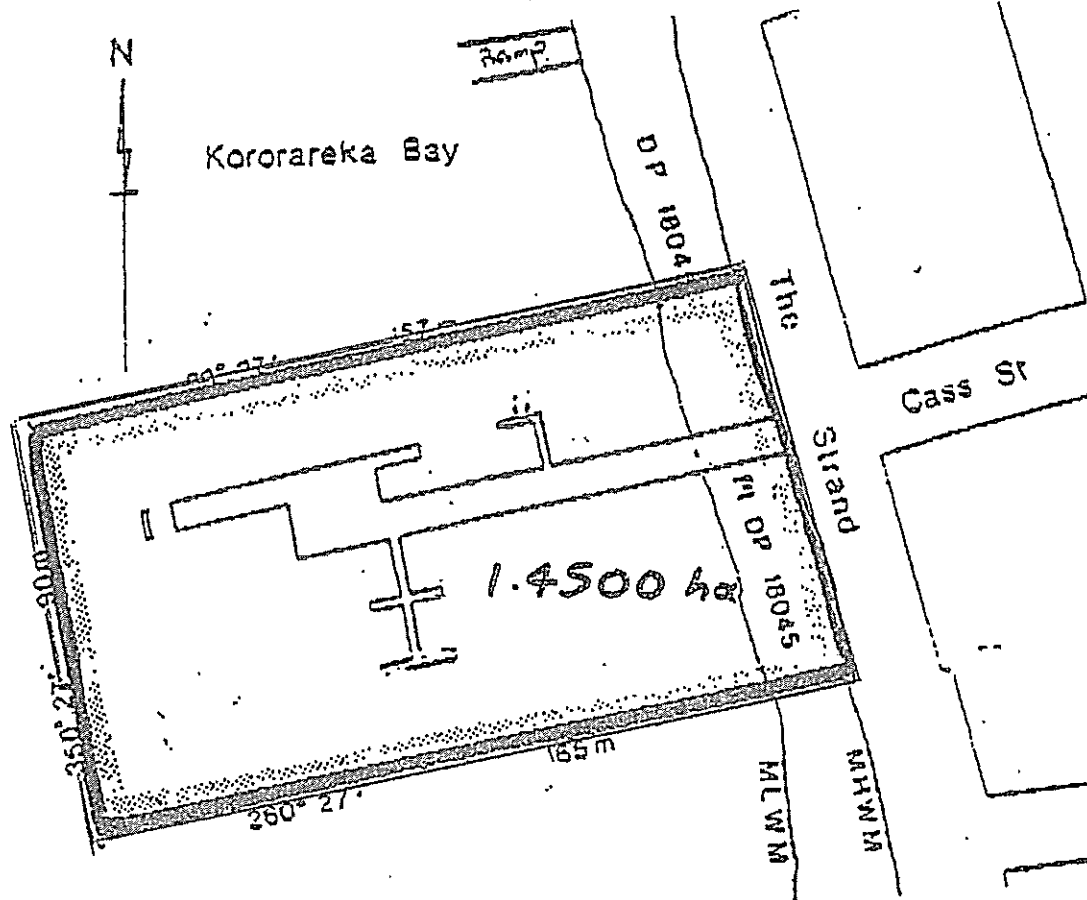 N
Ramp
Kororareka Bay
DP 1804
The
Strand
Cass St
157 m
90m
350° 27'
1.4500 ha
Pt DP 18045
165 m
260° 27'
MLWM
MHWM